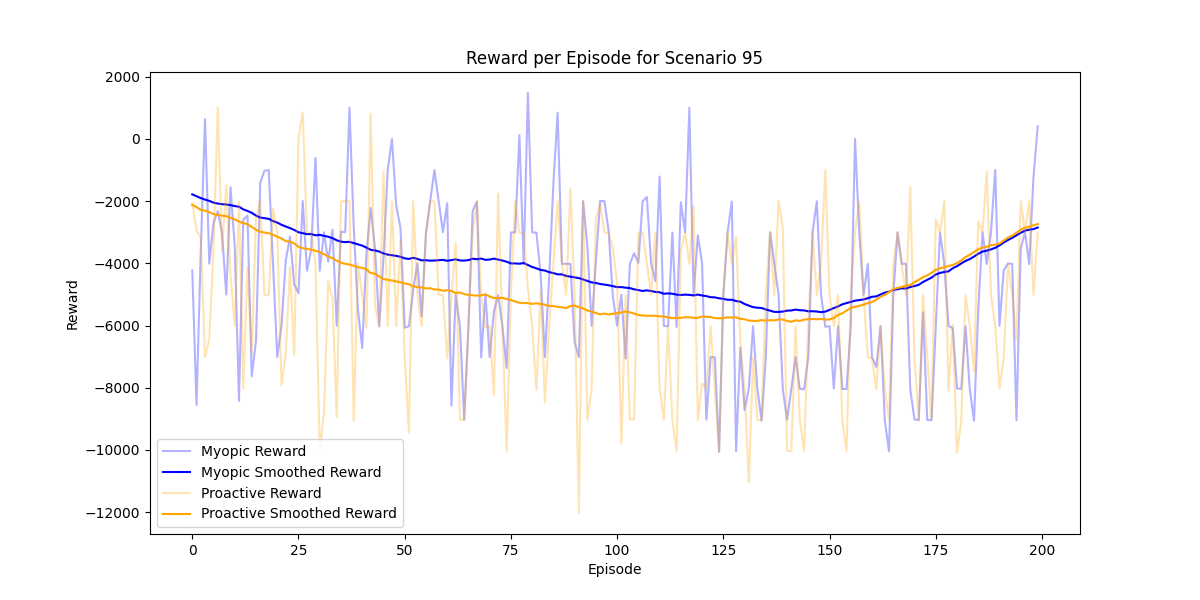 Reward per Episode for Scenario 95
Reward
2000
0
−2000
−4000
−6000
−8000
−10000
−12000
Myopic Reward
Myopic Smoothed Reward
Proactive Reward
Proactive Smoothed Reward
0 25 50 75 100 125 150 175 200
Episode